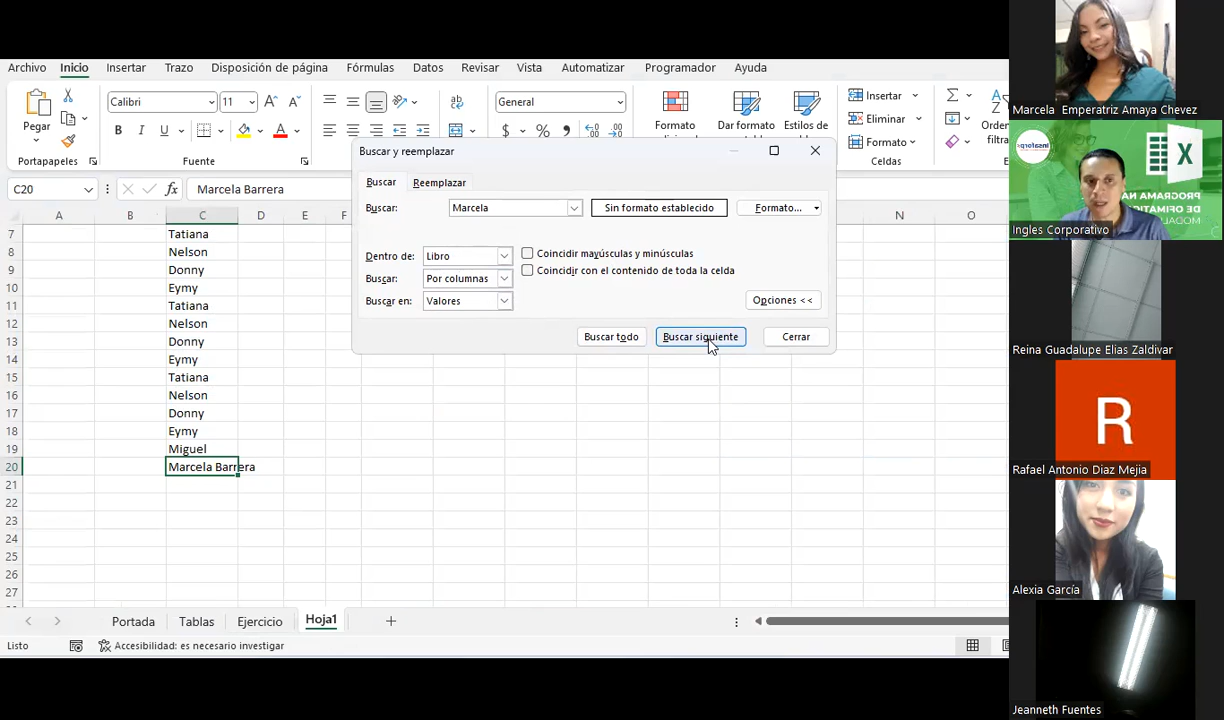 Archivo Inicio Insertar Trazo Disposición de página Fórmulas Datos Revisar Vista Automatizar Programador Ayuda
Pegar
Calibri 11
N K S
General
$ %
Formato
Dar formato Estilos de
Insertar
Eliminar
Formato
Portapapeles
Fuente
Celdas
C20
fx
Marcela Barrera
Buscar y reemplazar
Buscar Reemplazar
Buscar: Marcela Sin formato establecido Formato...
Dentro de: Libro
Coincidir mayúsculas y minúsculas
Buscar: Por columnas
Coincidir con el contenido de toda la celda
Buscar en: Valores
Opciones <<
Buscar todo Buscar siguiente Cerrar
A B C D E F N O
7 Tatiana
8 Nelson
9 Donny
10 Eymy
11 Tatiana
12 Nelson
13 Donny
14 Eymy
15 Tatiana
16 Nelson
17 Donny
18 Eymy
19 Miguel
20 Marcela Barrera
21
22
23
24
25
26
27
Portada Tablas Ejercicio Hoja1
Listo Accesibilidad: es necesario investigar
Marcela Emperatriz Amaya Chevez
Insaforp
X
Ingles Corporativo
Reina Guadalupe Elias Zaldivar
R
Rafael Antonio Diaz Mejia
Alexia García
Jeanneth Fuentes